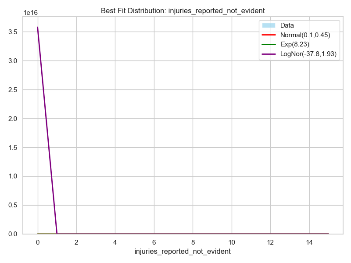 Best Fit Distribution: injuries_reported_not_evident
1e16
Data
Normal(0.1,0.45)
Exp(8.23)
LogNor(-37.6,1.93)
3.5
3.0
2.5
2.0
1.5
1.0
0.5
0.0
0 2 4 6 8 10 12 14
injuries_reported_not_evident